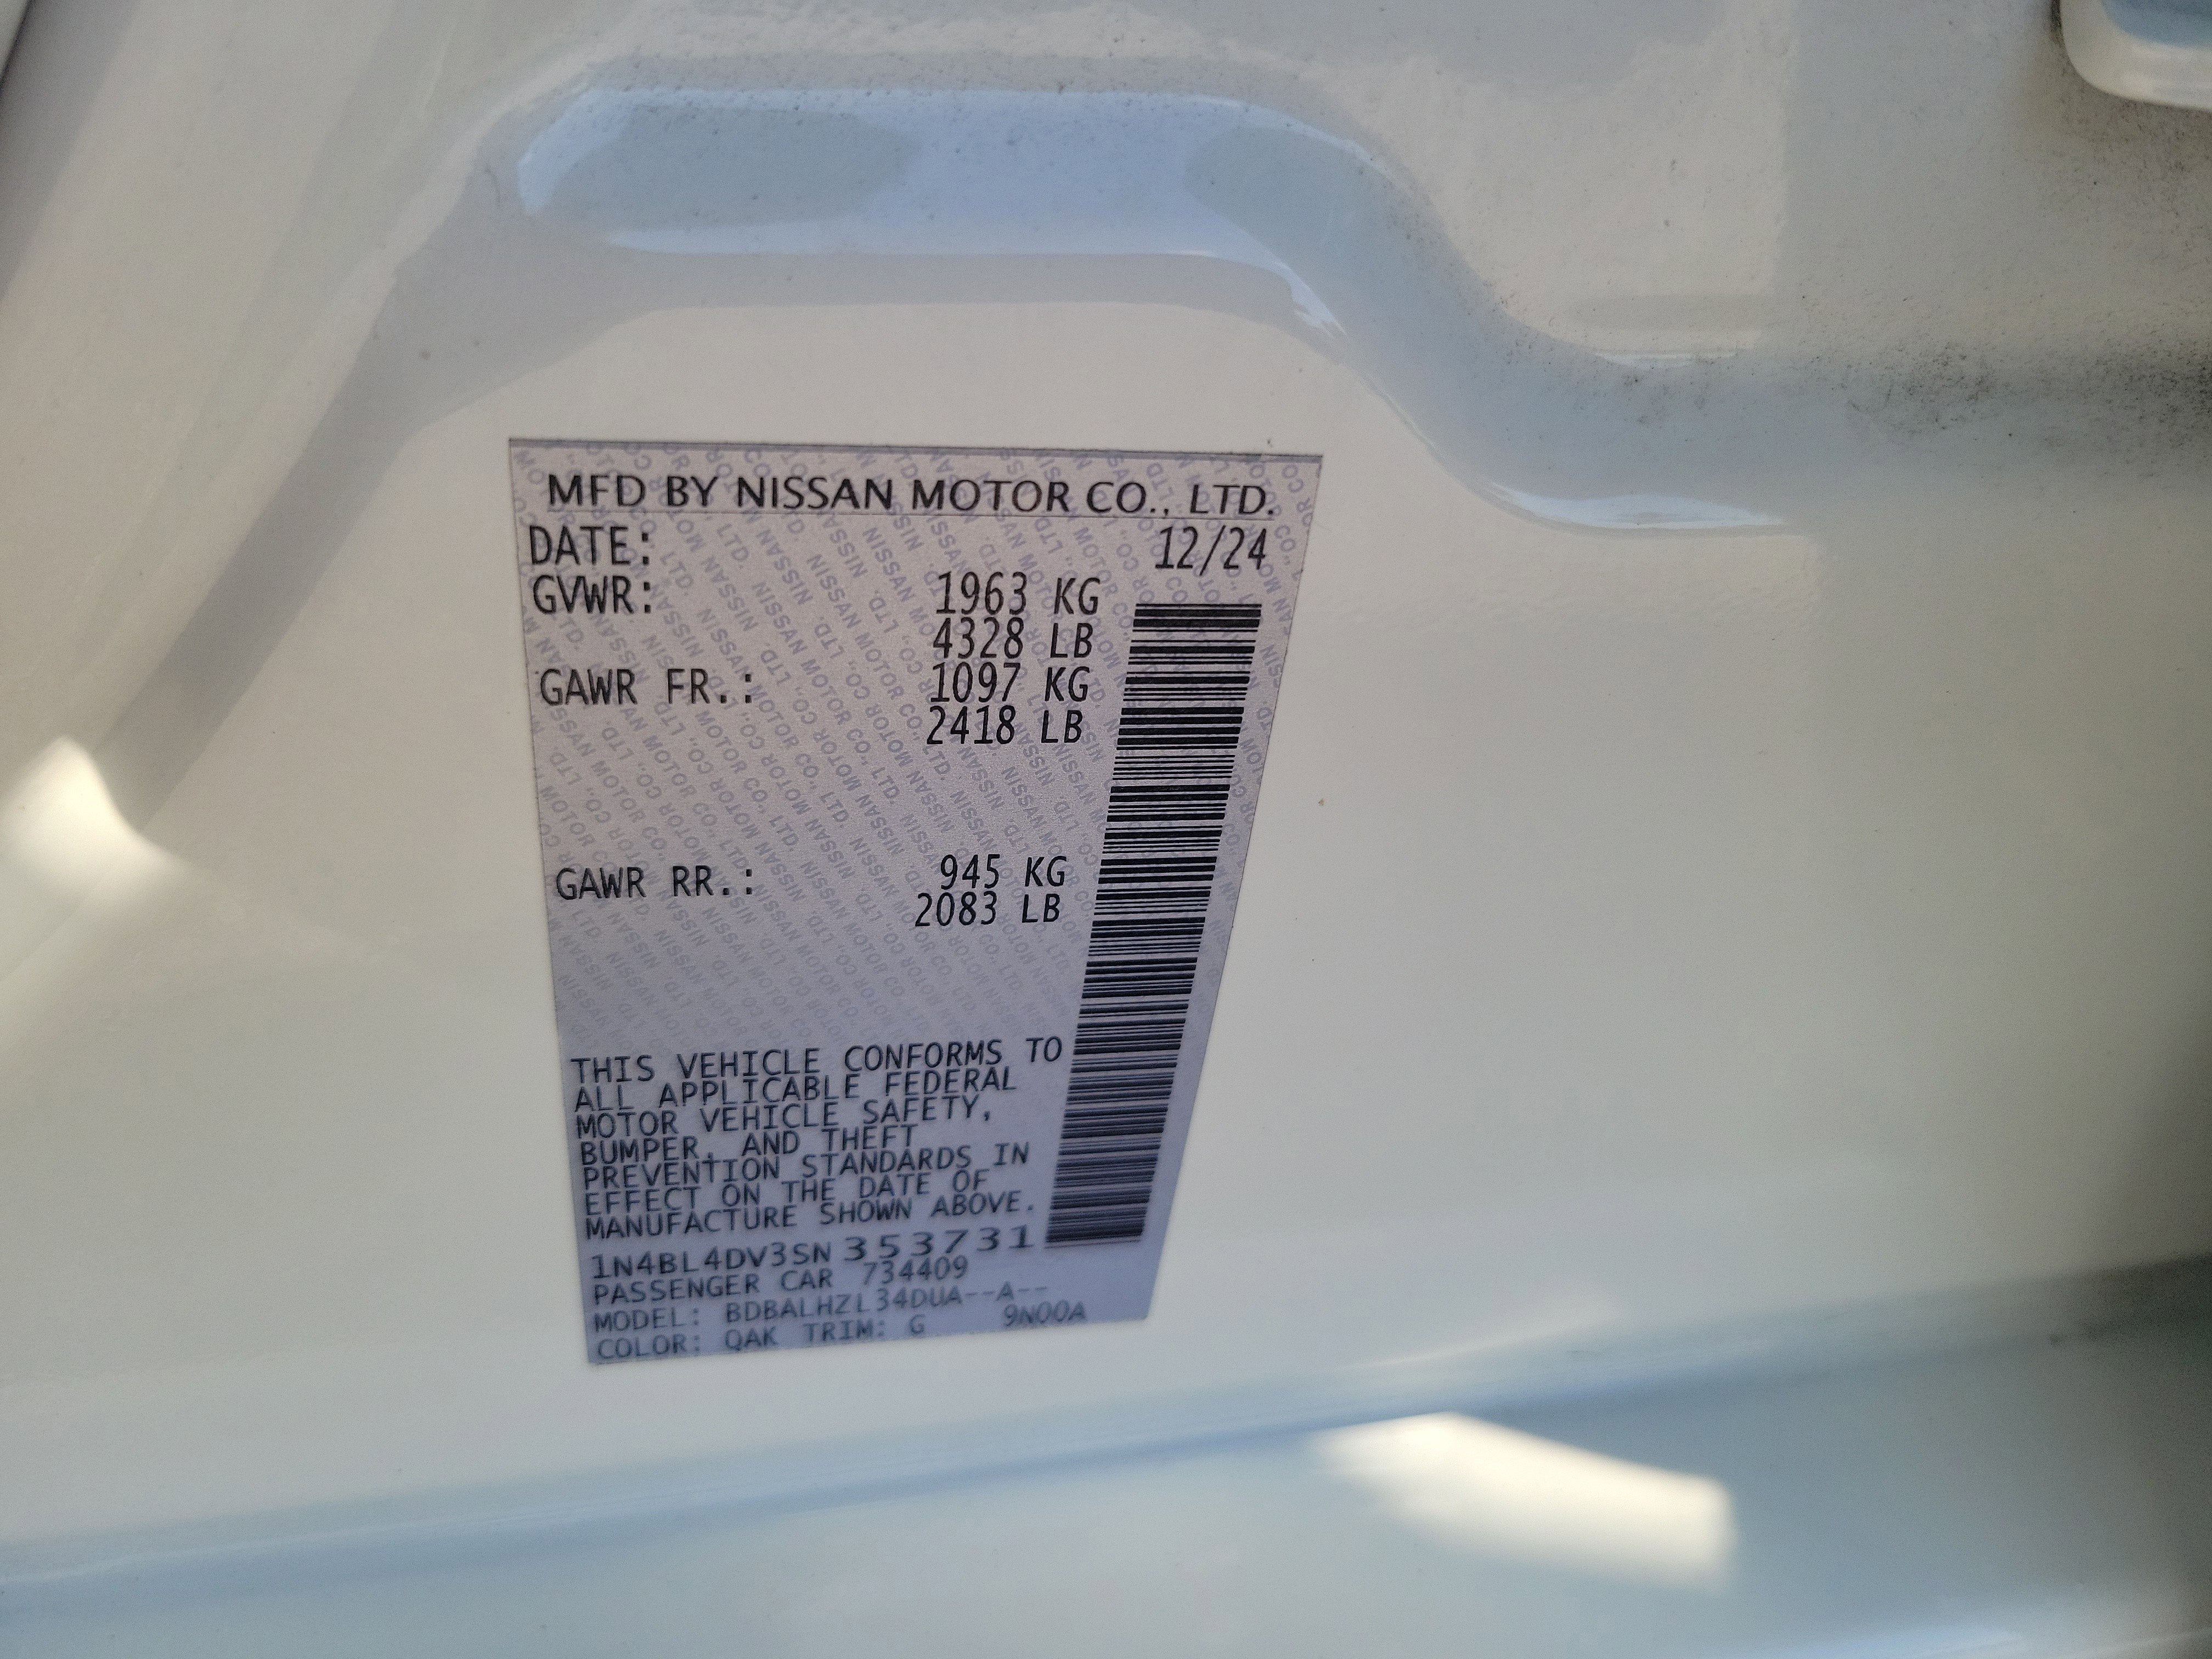 MFD BY NISSAN MOTOR CO., LTD.
DATE: 12/24
GVWR: 1963 KG
4328 LB
GAWR FR.: 1097 KG
2418 LB
GAWR RR.: 945 KG
2083 LB
THIS VEHICLE CONFORMS TO
ALL APPLICABLE FEDERAL
MOTOR VEHICLE SAFETY,
BUMPER, AND THEFT
PREVENTION STANDARDS IN
EFFECT ON THE DATE OF
MANUFACTURE SHOWN ABOVE.
1N4BL4DV3SN353731
PASSENGER CAR 734409
MODEL: BDBALHZL34DUA--A--
COLOR: QAK TRIM: G 9N00A